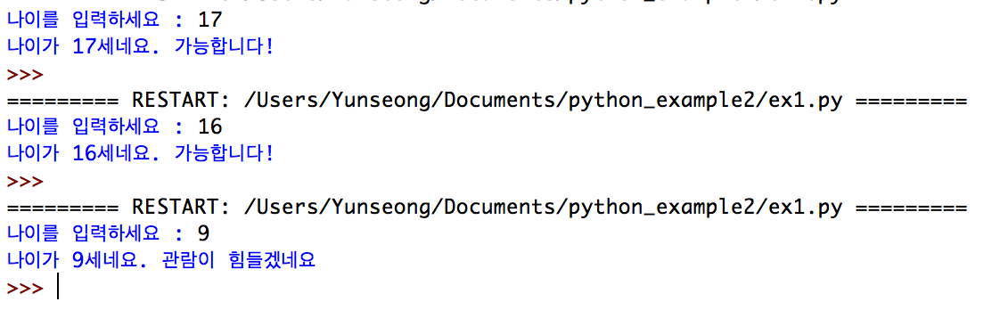 나이를 입력하세요 : 17
나이가 17세네요. 가능합니다!
>>>
========= RESTART: /Users/Yunseong/Documents/python_example2/ex1.py =========
나이를 입력하세요 : 16
나이가 16세네요. 가능합니다!
>>>
========= RESTART: /Users/Yunseong/Documents/python_example2/ex1.py =========
나이를 입력하세요 : 9
나이가 9세네요. 관람이 힘들겠네요
>>>